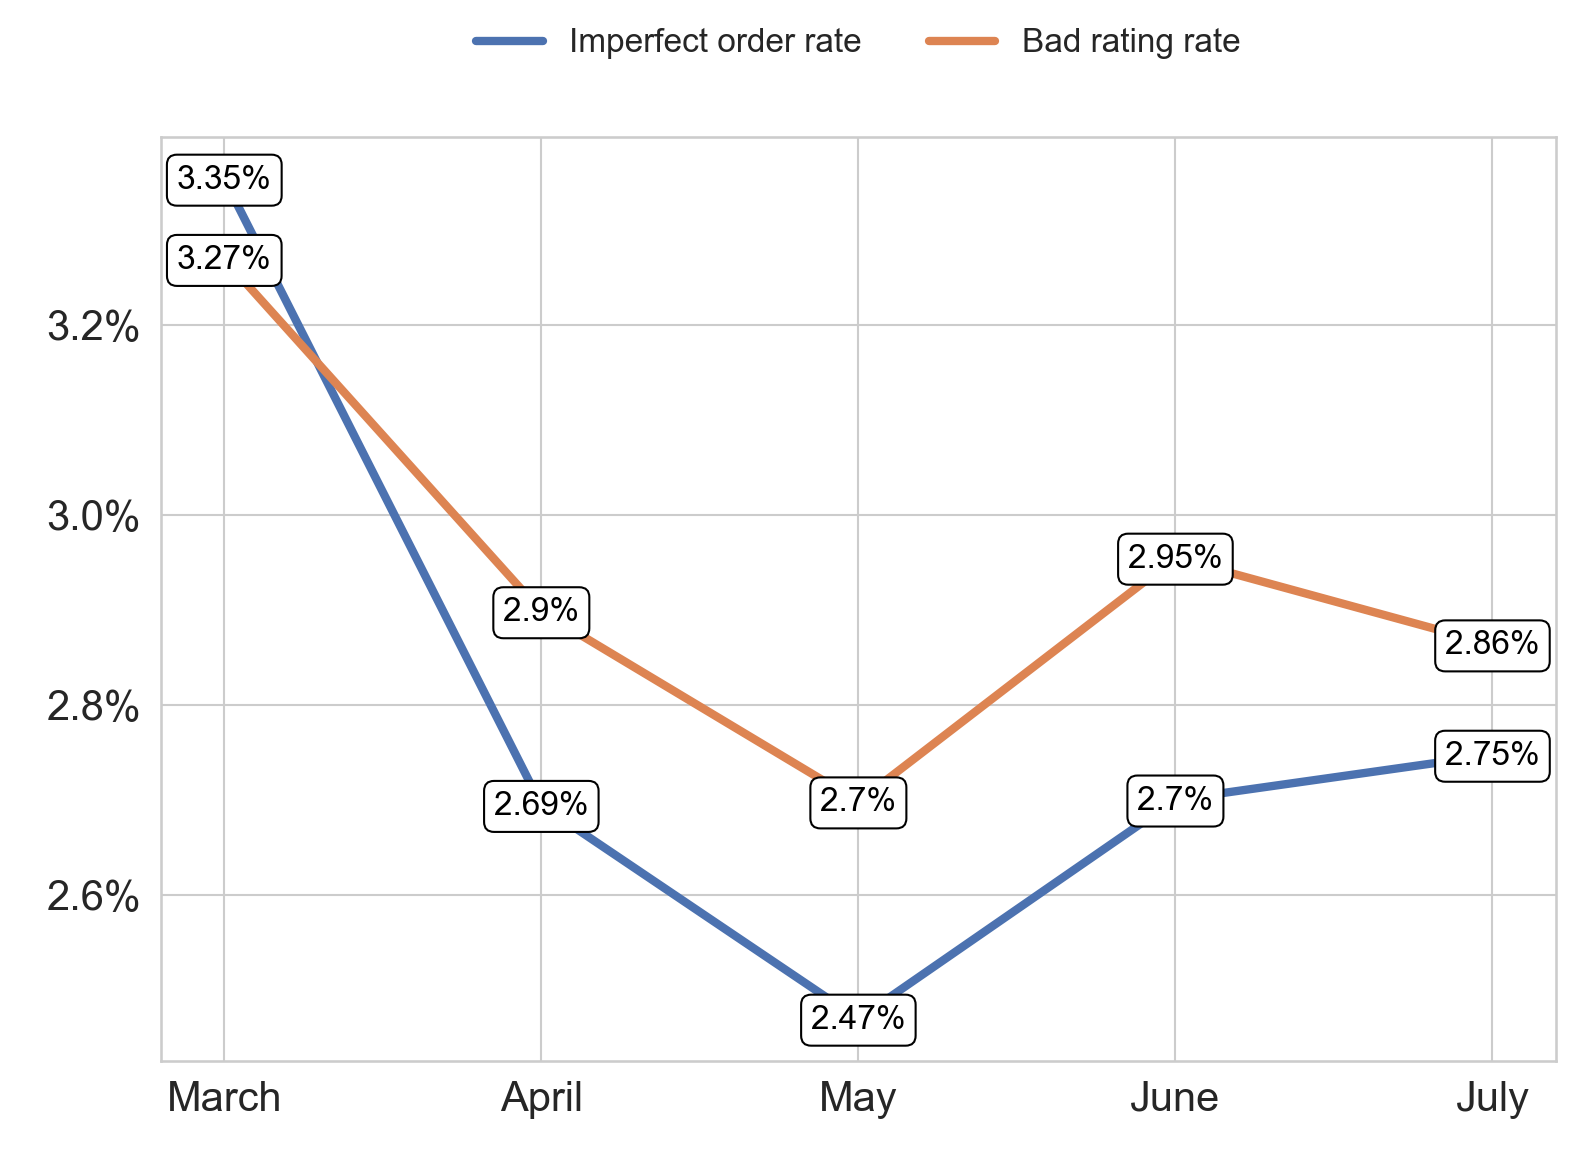 Imperfect order rate
Bad rating rate
3.35%
3.27%
3.2%
3.0%
2.95%
2.9%
2.86%
2.8%
2.75%
2.69%
2.7%
2.7%
2.6%
2.47%
March
April
May
June
July